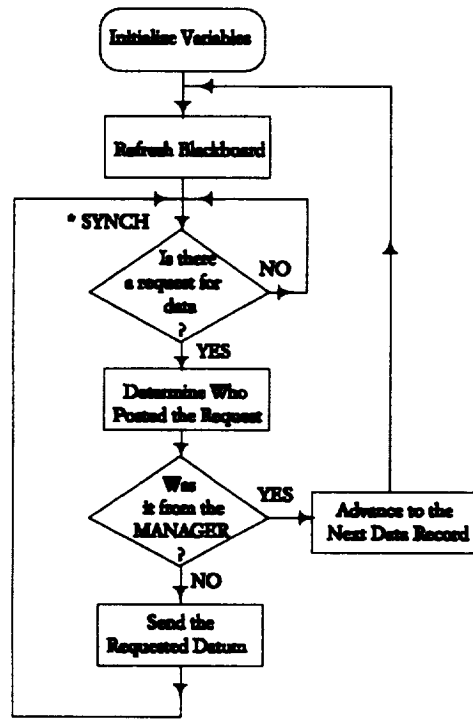 Initialise Variables
Refresh Blackboard
* SYNCH
Is there
a request for
data
?
NO
YES
Determine Who
Posted the Request
Was
it from the
MANAGER
?
YES
Advance to the
Next Data Record
NO
Send the
Requested Datum